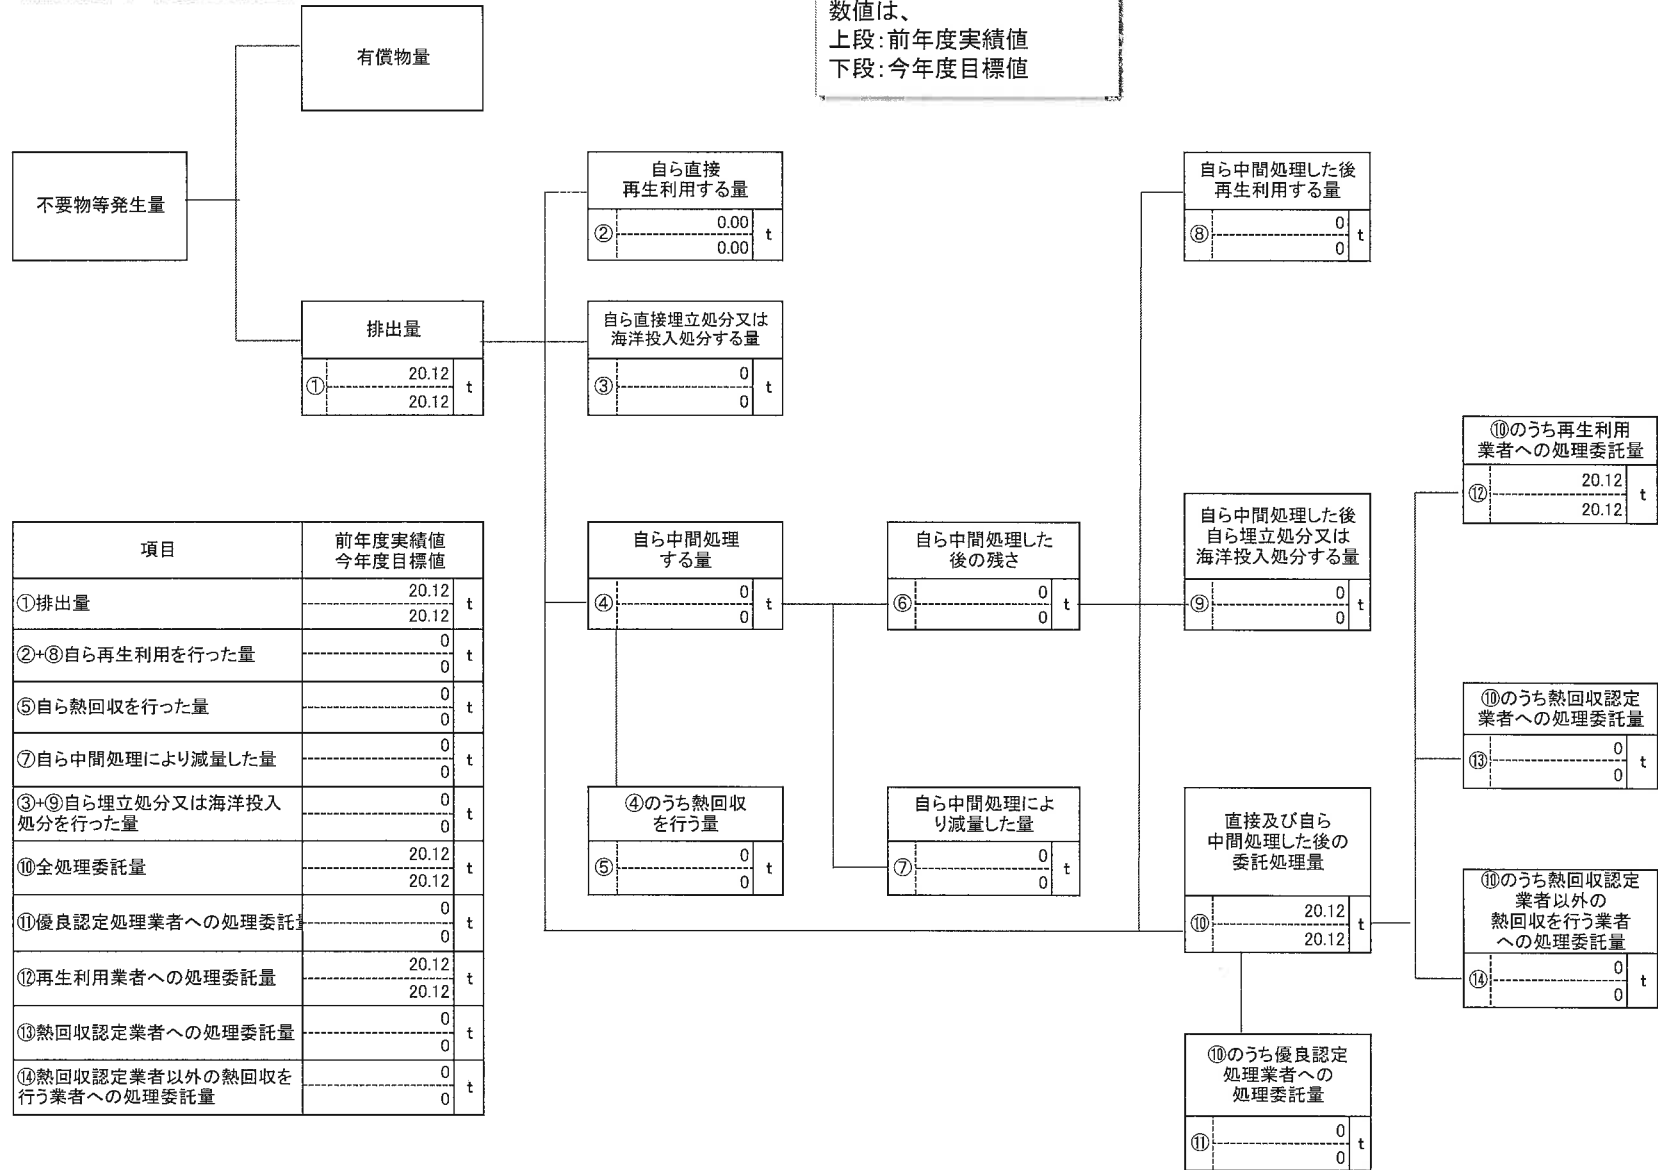 数値は、
上段:前年度実績値
下段:今年度目標値
有償物量
不要物等発生量
排出量
① 20.12 t
20.12
自ら直接
再生利用する量
② 0.00 t
0.00
自ら直接埋立処分又は
海洋投入処分する量
③ 0 t
0
自ら中間処理
する量
④ 0 t
0
④のうち熱回収
を行う量
⑤ 0 t
0
自ら中間処理した
後の残さ
⑥ 0 t
0
自ら中間処理によ
り減量した量
⑦ 0 t
0
自ら中間処理した後
再生利用する量
⑧ 0 t
0
自ら中間処理した後
自ら埋立処分又は
海洋投入処分する量
⑨ 0 t
0
直接及び自ら
中間処理した後の
委託処理量
⑩ 20.12 t
20.12
⑩のうち優良認定
処理業者への
処理委託量
⑪ 0 t
0
⑩のうち再生利用
業者への処理委託量
⑫ 20.12 t
20.12
⑩のうち熱回収認定
業者への処理委託量
⑬ 0 t
0
⑩のうち熱回収認定
業者以外の
熱回収を行う業者
への処理委託量
⑭ 0 t
0
項目 前年度実績値
今年度目標値
①排出量 20.12 t
20.12
②+⑧自ら再生利用を行った量 0 t
0
⑤自ら熱回収を行った量 0 t
0
⑦自ら中間処理により減量した量 0 t
0
③+⑨自ら埋立処分又は海洋投入
処分を行った量 0 t
0
⑩全処理委託量 20.12 t
20.12
⑪優良認定処理業者への処理委託 0 t
0
⑫再生利用業者への処理委託量 20.12 t
20.12
⑬熱回収認定業者への処理委託量 0 t
0
⑭熱回収認定業者以外の熱回収を
行う業者への処理委託量 0 t
0